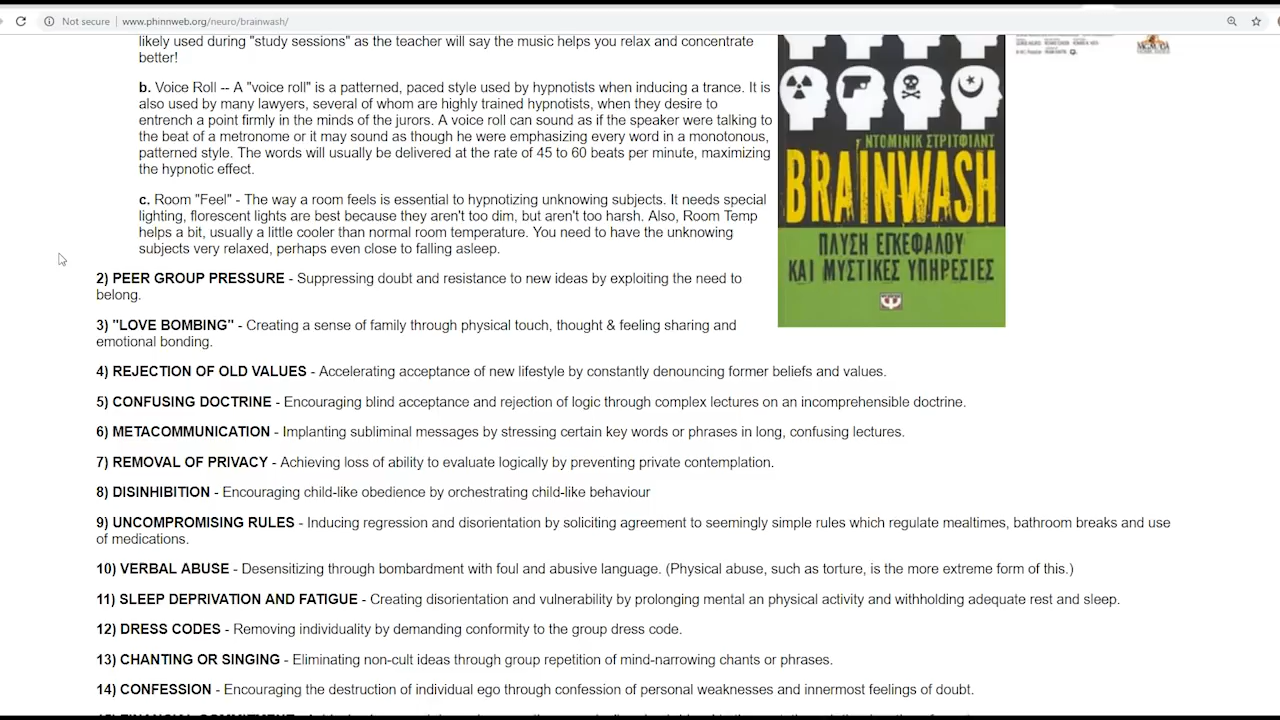 Not secure | www.phinnweb.org/neuro/brainwash/
likely used during "study sessions" - the teacher will say the music helps you relax and concentrate
better!
b. Voice Roll -- A "voice roll" is a patterned, paced style used by hypnotists when inducing a trance. It is
also used by many lawyers, several of whom are highly trained hypnotists, when they desire to
entrench a point firmly in the minds of the jurors. A voice roll can sound as if the speaker were talking to
the beat of a metronome or it may sound as though he were emphasizing every word in a monotonous,
patterned style. The words will usually be delivered at the rate of 45 to 60 beats per minute, maximizing
the hypnotic effect.
c. Room "Feel" - The way a room feels is essential to hypnotizing unknowing subjects. It needs special
lighting, florescent lights are best because they aren't too dim, but aren't too harsh. Also, Room Temp
helps a bit, usually a little cooler than normal room temperature. You need to have the unknowing
subjects very relaxed, perhaps even close to falling asleep.
ΝΤΟΜΙΝΙΚ ΣΤΡΙΤΦΙΛΝΤ
BRAINWASH
ΠΛΥΣΗ ΕΓΚΕΦΑΛΟΥ
ΚΑΙ ΜΥΣΤΙΚΕΣ ΥΠΗΡΕΣΙΕΣ
2) PEER GROUP PRESSURE - Suppressing doubt and resistance to new ideas by exploiting the need to
belong.
3) "LOVE BOMBING" - Creating a sense of family through physical touch, thought & feeling sharing and
emotional bonding.
4) REJECTION OF OLD VALUES - Accelerating acceptance of new lifestyle by constantly denouncing former beliefs and values.
5) CONFUSING DOCTRINE - Encouraging blind acceptance and rejection of logic through complex lectures on an incomprehensible doctrine.
6) METACOMMUNICATION - Implanting subliminal messages by stressing certain key words or phrases in long, confusing lectures.
7) REMOVAL OF PRIVACY - Achieving loss of ability to evaluate logically by preventing private contemplation.
8) DISINHIBITION - Encouraging child-like obedience by orchestrating child-like behaviour
9) UNCOMPROMISING RULES - Inducing regression and disorientation by soliciting agreement to seemingly simple rules which regulate mealtimes, bathroom breaks and use
of medications.
10) VERBAL ABUSE - Desensitizing through bombardment with foul and abusive language. (Physical abuse, such as torture, is the more extreme form of this.)
11) SLEEP DEPRIVATION AND FATIGUE - Creating disorientation and vulnerability by prolonging mental an physical activity and withholding adequate rest and sleep.
12) DRESS CODES - Removing individuality by demanding conformity to the group dress code.
13) CHANTING OR SINGING - Eliminating non-cult ideas through group repetition of mind-narrowing chants or phrases.
14) CONFESSION - Encouraging the destruction of individual ego through confession of personal weaknesses and innermost feelings of doubt.